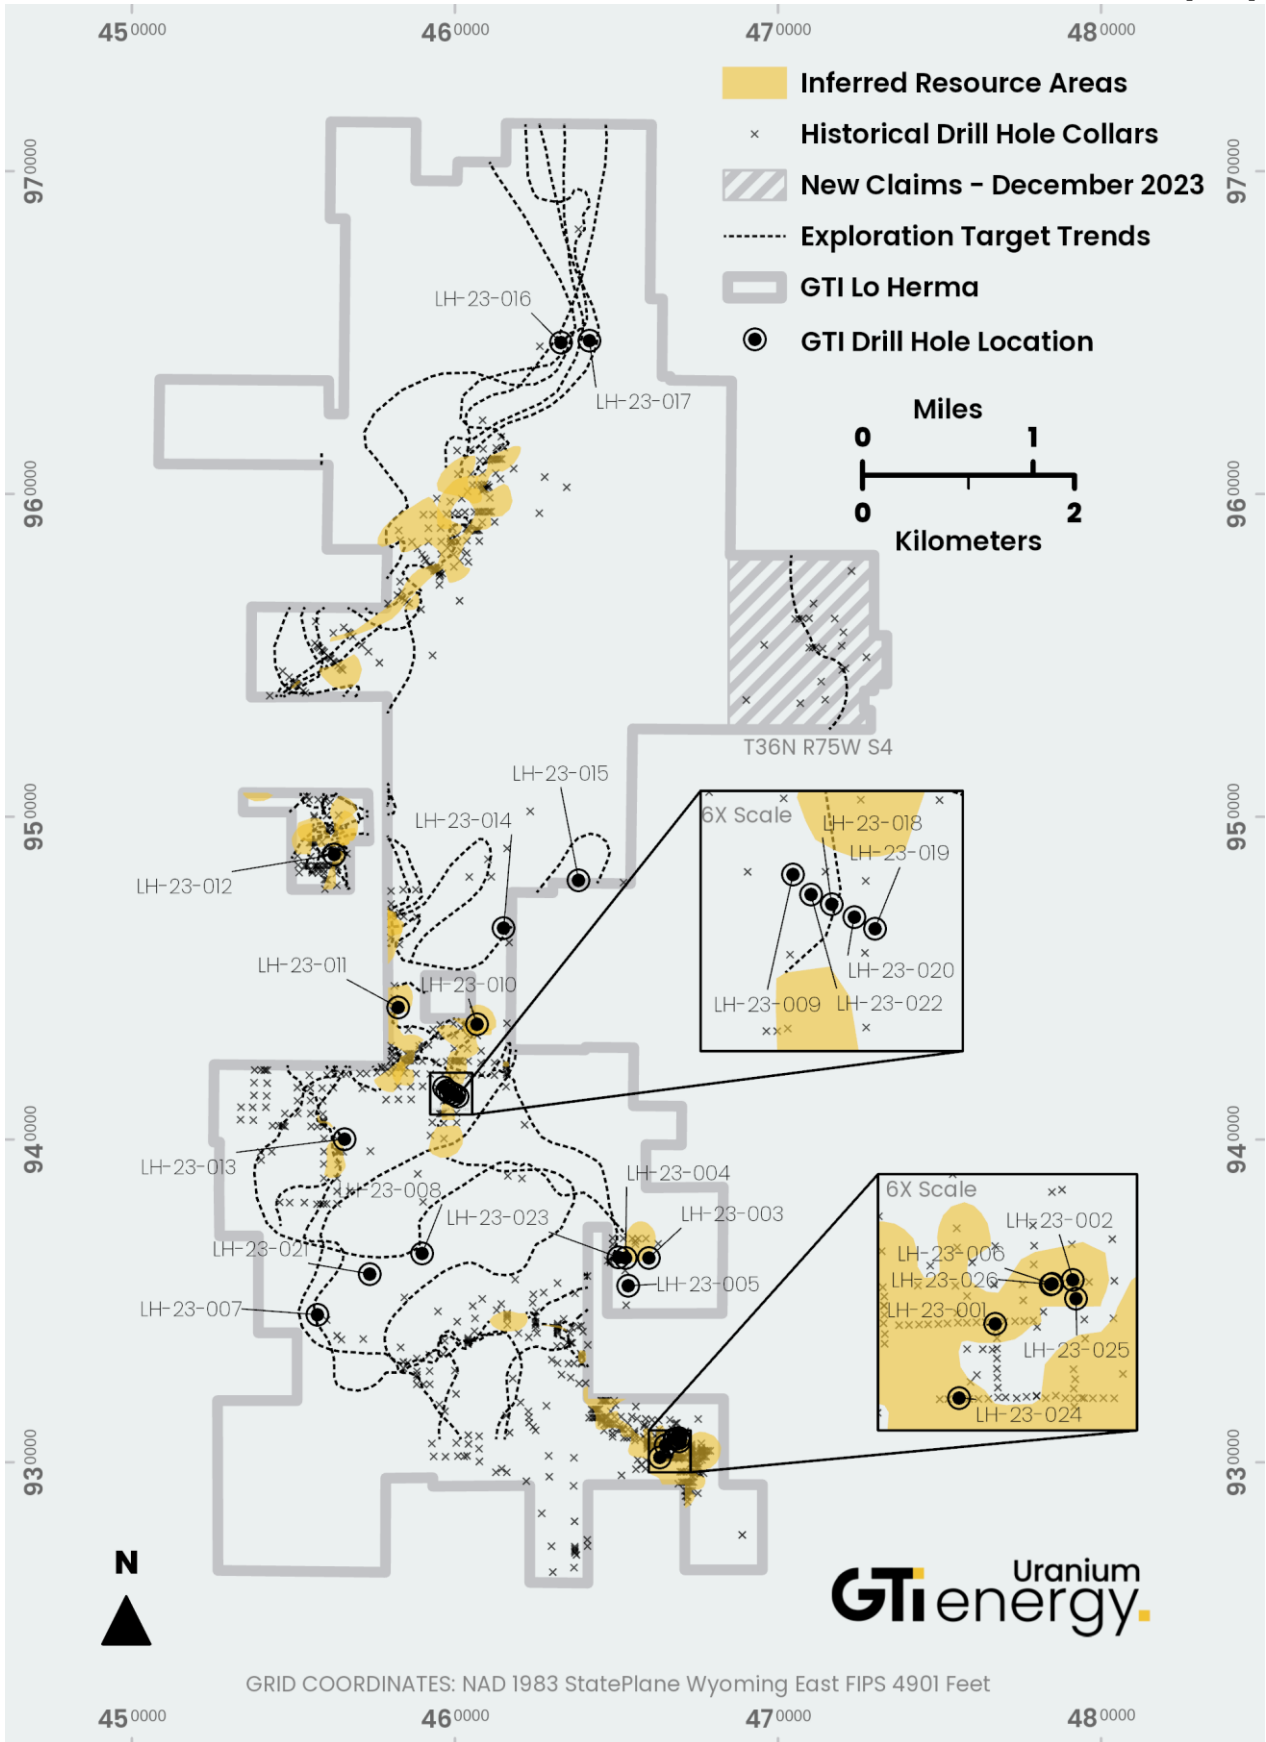 450000 460000 470000 480000
Inferred Resource Areas
Historical Drill Hole Collars
New Claims - December 2023
Exploration Target Trends
GTI Lo Herma
GTI Drill Hole Location
Miles
0 1
0 2
Kilometers
970000 970000
960000 960000
950000 950000
940000 940000
930000 930000
LH-23-016
LH-23-017
T36N R75W S4
LH-23-015
LH-23-014
LH-23-012
LH-23-011
LH-23-010
6X Scale
LH-23-018
LH-23-019
LH-23-020
LH-23-009 LH-23-022
LH-23-013
LH-23-008
LH-23-004
LH-23-003
LH-23-023
LH-23-021
LH-23-005
LH-23-007
6X Scale
LH-23-002
LH-23-006
LH-23-026
LH-23-001
LH-23-025
LH-23-024
N
GTi energy.
Uranium
GRID COORDINATES: NAD 1983 StatePlane Wyoming East FIPS 4901 Feet
450000 460000 470000 480000